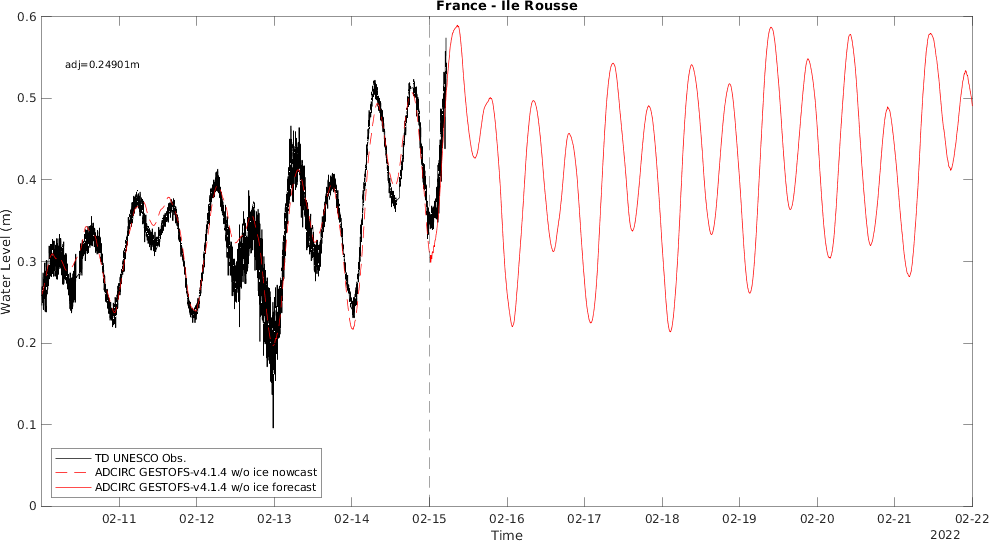 France - Ile Rousse
0.6
0.5
0.4
0.3
0.2
0.1
0
Water Level (m)
adj=0.24901m
TD UNESCO Obs.
ADCIRC GESTOFS-v4.1.4 w/o ice nowcast
ADCIRC GESTOFS-v4.1.4 w/o ice forecast
02-11 02-12 02-13 02-14 02-15 02-16 02-17 02-18 02-19 02-20 02-21 02-22
Time
2022